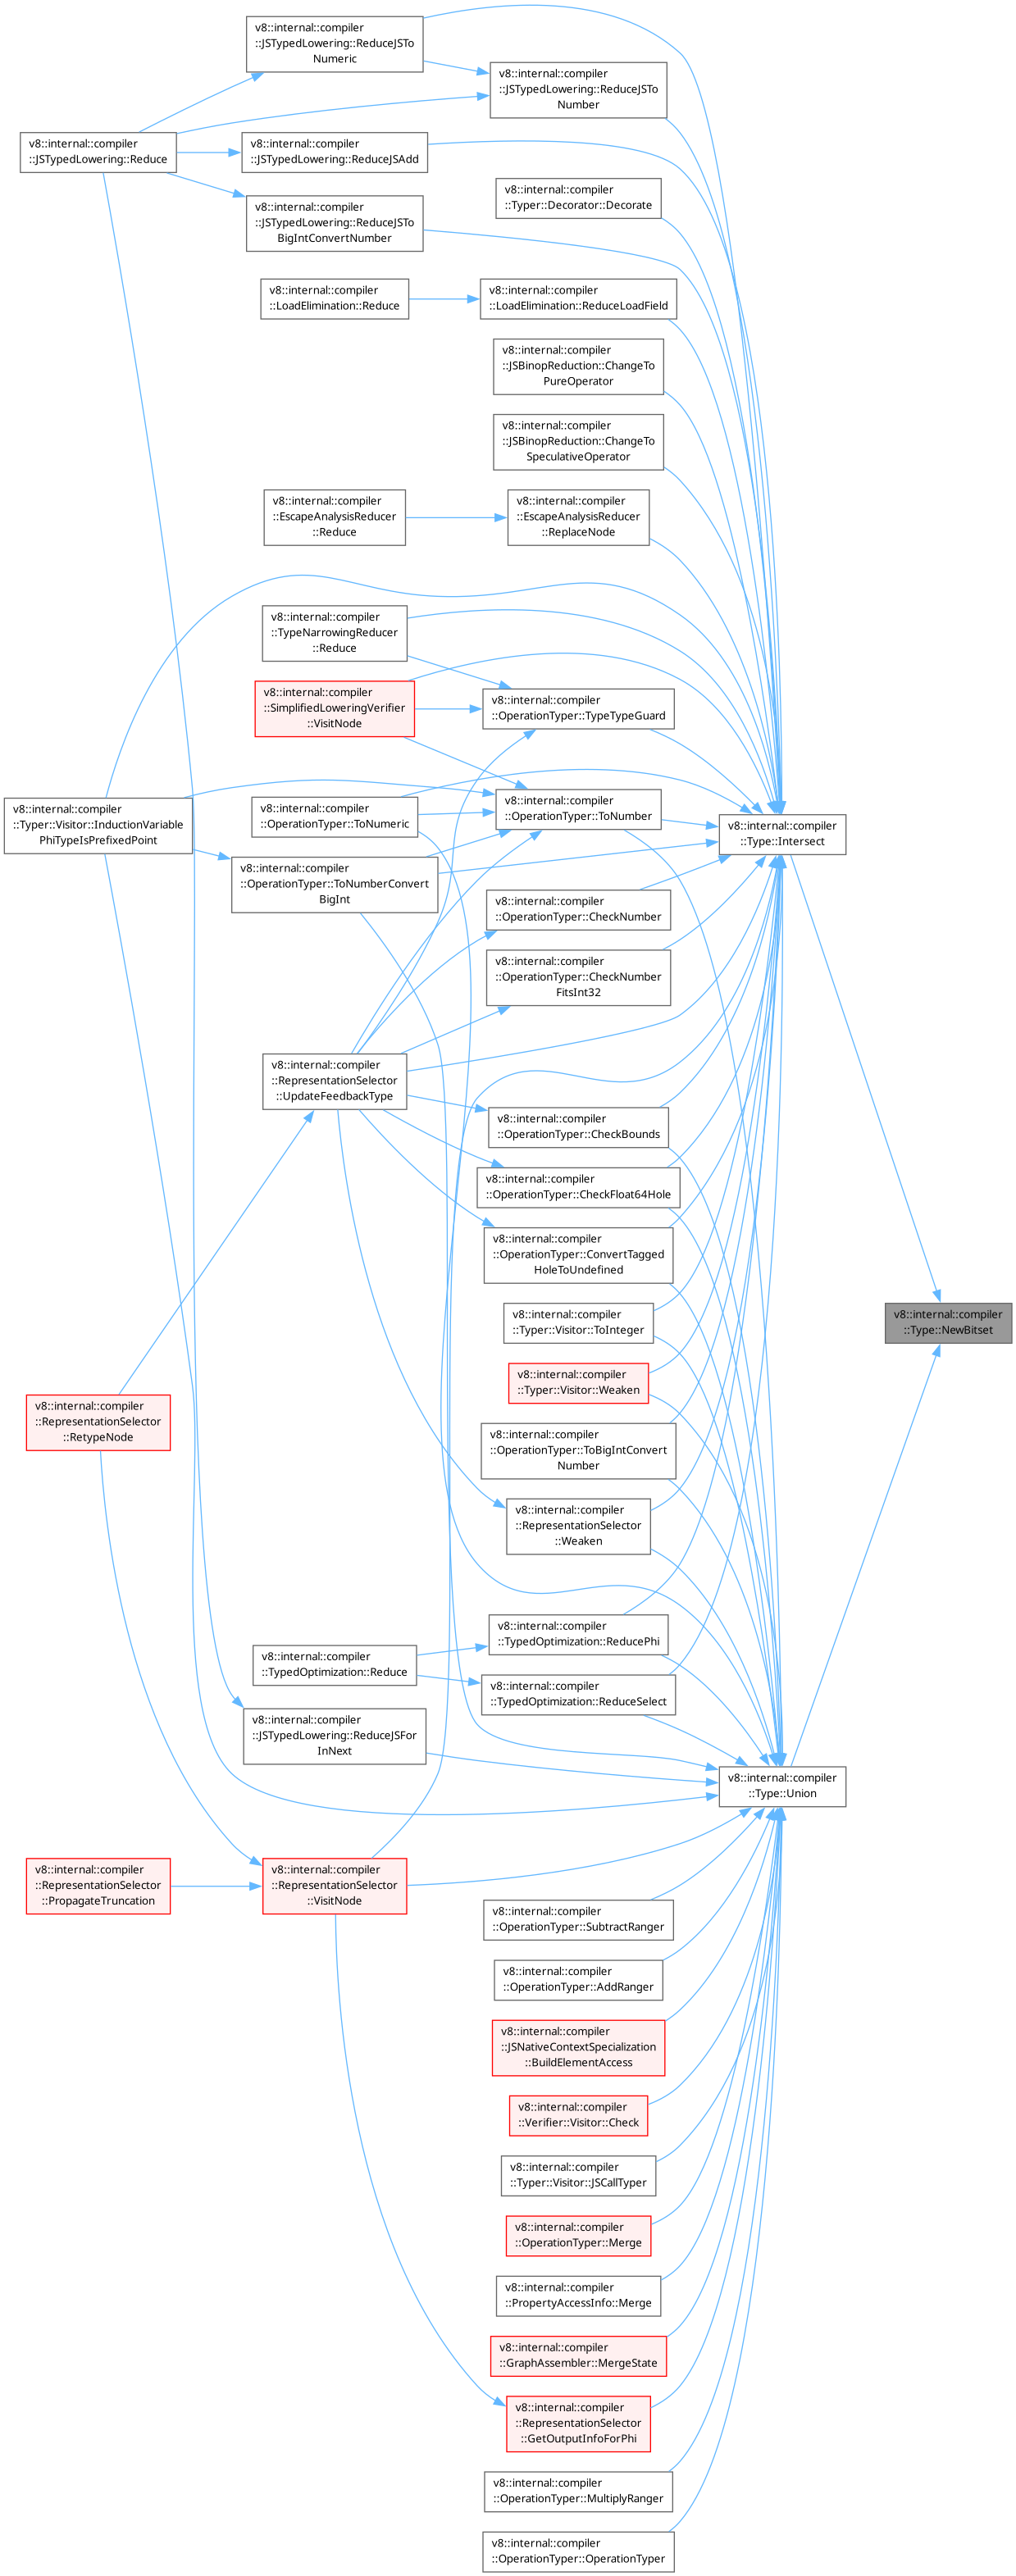 v8::internal::compiler
::JSTypedLowering::ReduceJSTo
Numeric
v8::internal::compiler
::JSTypedLowering::ReduceJSTo
Number
v8::internal::compiler
::JSTypedLowering::Reduce
v8::internal::compiler
::JSTypedLowering::ReduceJSAdd
v8::internal::compiler
::Typer::Decorator::Decorate
v8::internal::compiler
::JSTypedLowering::ReduceJSTo
BigIntConvertNumber
v8::internal::compiler
::LoadElimination::Reduce
v8::internal::compiler
::LoadElimination::ReduceLoadField
v8::internal::compiler
::JSBinopReduction::ChangeTo
PureOperator
v8::internal::compiler
::JSBinopReduction::ChangeTo
SpeculativeOperator
v8::internal::compiler
::EscapeAnalysisReducer
::Reduce
v8::internal::compiler
::EscapeAnalysisReducer
::ReplaceNode
v8::internal::compiler
::TypeNarrowingReducer
::Reduce
v8::internal::compiler
::SimplifiedLoweringVerifier
::VisitNode
v8::internal::compiler
::OperationTyper::TypeTypeGuard
v8::internal::compiler
::Typer::Visitor::InductionVariable
PhiTypeIsPrefixedPoint
v8::internal::compiler
::OperationTyper::ToNumeric
v8::internal::compiler
::OperationTyper::ToNumber
v8::internal::compiler
::Type::Intersect
v8::internal::compiler
::OperationTyper::ToNumberConvert
BigInt
v8::internal::compiler
::OperationTyper::CheckNumber
v8::internal::compiler
::OperationTyper::CheckNumber
FitsInt32
v8::internal::compiler
::RepresentationSelector
::UpdateFeedbackType
v8::internal::compiler
::OperationTyper::CheckBounds
v8::internal::compiler
::OperationTyper::CheckFloat64Hole
v8::internal::compiler
::OperationTyper::ConvertTagged
HoleToUndefined
v8::internal::compiler
::Typer::Visitor::ToInteger
v8::internal::compiler
::Type::NewBitset
v8::internal::compiler
::Typer::Visitor::Weaken
v8::internal::compiler
::RepresentationSelector
::RetypeNode
v8::internal::compiler
::OperationTyper::ToBigIntConvert
Number
v8::internal::compiler
::RepresentationSelector
::Weaken
v8::internal::compiler
::TypedOptimization::ReducePhi
v8::internal::compiler
::TypedOptimization::Reduce
v8::internal::compiler
::TypedOptimization::ReduceSelect
v8::internal::compiler
::JSTypedLowering::ReduceJSFor
InNext
v8::internal::compiler
::Type::Union
v8::internal::compiler
::RepresentationSelector
::PropagateTruncation
v8::internal::compiler
::RepresentationSelector
::VisitNode
v8::internal::compiler
::OperationTyper::SubtractRanger
v8::internal::compiler
::OperationTyper::AddRanger
v8::internal::compiler
::JSNativeContextSpecialization
::BuildElementAccess
v8::internal::compiler
::Verifier::Visitor::Check
v8::internal::compiler
::Typer::Visitor::JSCallTyper
v8::internal::compiler
::OperationTyper::Merge
v8::internal::compiler
::PropertyAccessInfo::Merge
v8::internal::compiler
::GraphAssembler::MergeState
v8::internal::compiler
::RepresentationSelector
::GetOutputInfoForPhi
v8::internal::compiler
::OperationTyper::MultiplyRanger
v8::internal::compiler
::OperationTyper::OperationTyper